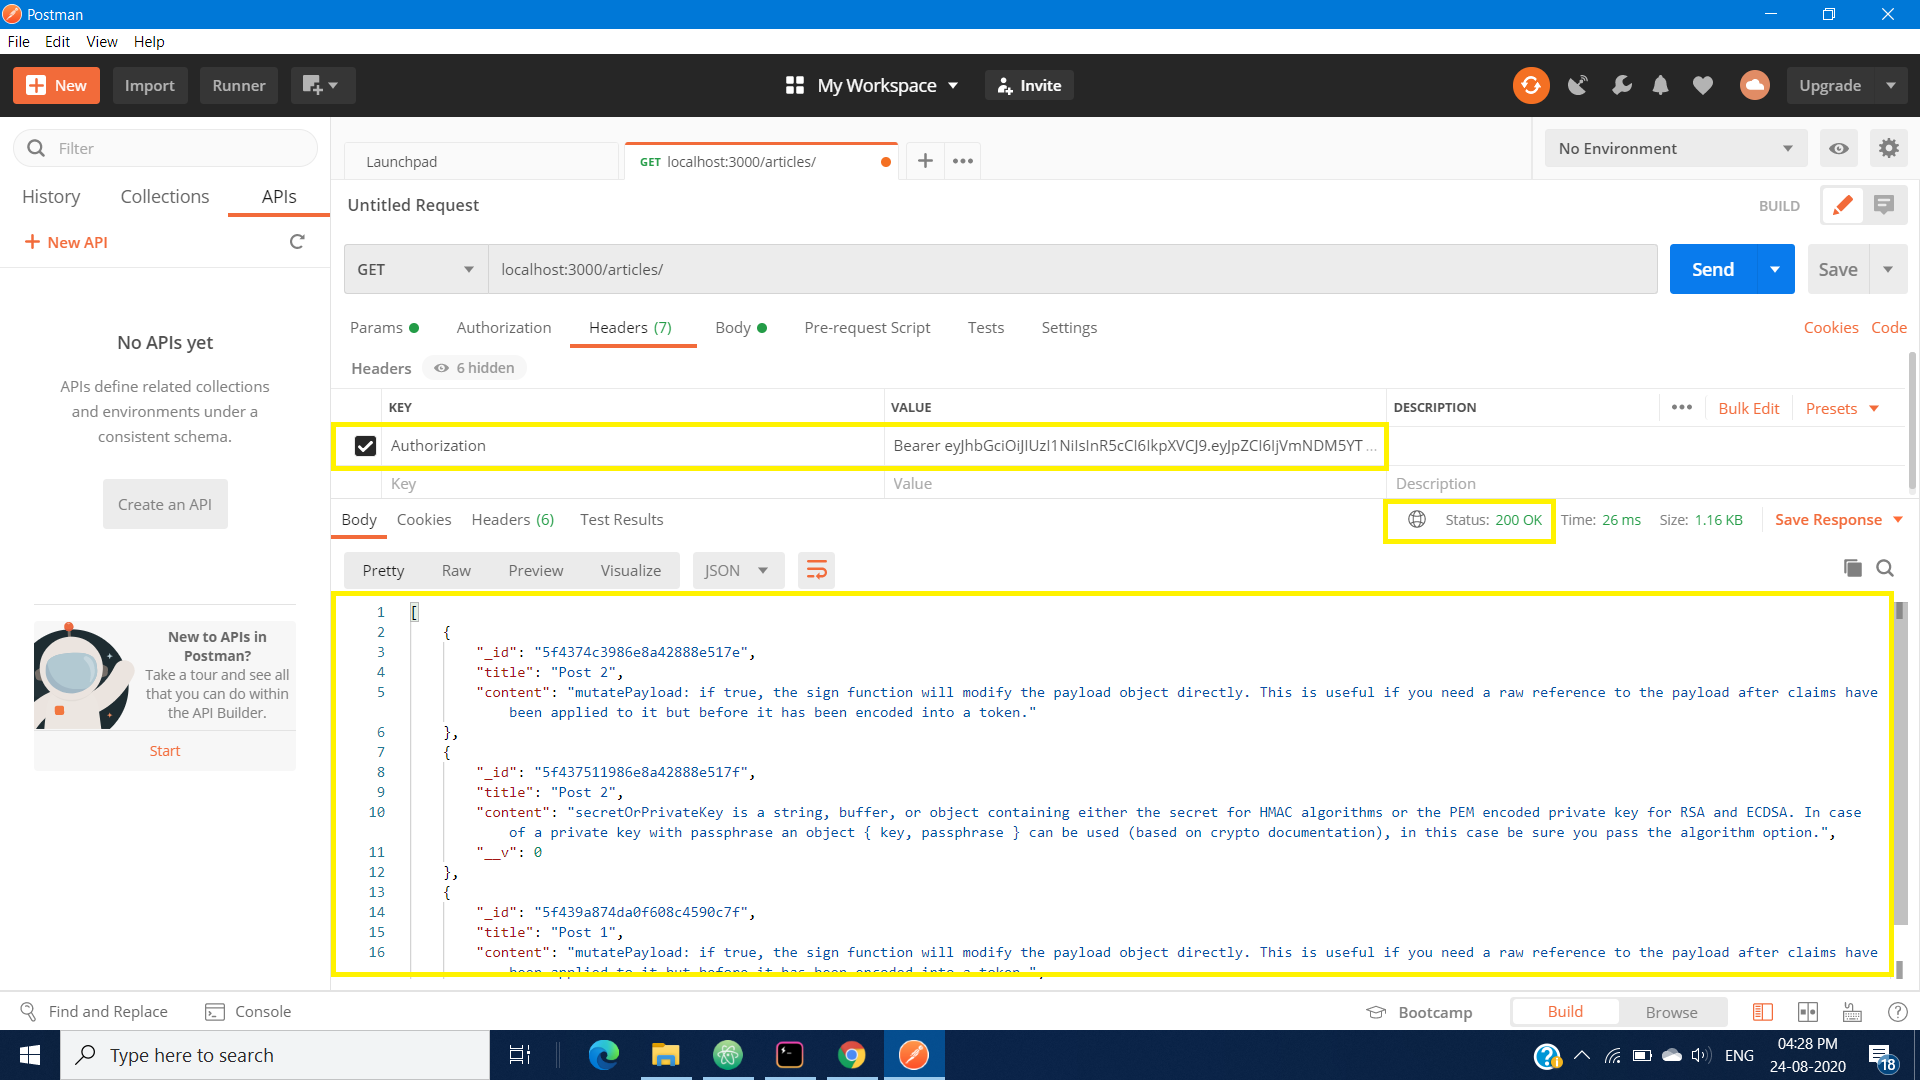 Postman
File Edit View Help
New Import Runner My Workspace Invite Upgrade
Filter
History Collections APIs
New API
No APIs yet
APIs define related collections
and environments under a
consistent schema.
Create an API
New to APIs in
Postman?
Take a tour and see all
that you can do within
the API Builder.
Start
Launchpad GET localhost:3000/articles/ + •••
No Environment
Untitled Request BUILD
GET localhost:3000/articles/ Send Save
Params Authorization Headers (7) Body Pre-request Script Tests Settings Cookies Code
Headers 6 hidden
KEY VALUE DESCRIPTION ••• Bulk Edit Presets
Authorization Bearer eyJhbGciOiJIUzI1NiIsInR5cCI6IkpXVCJ9.eyJpZCI6IjVmNDM5YT ...
Key Value Description
Body Cookies Headers (6) Test Results Status: 200 OK Time: 26 ms Size: 1.16 KB Save Response
Pretty Raw Preview Visualize JSON
1 [
2 {
3 "_id": "5f4374c3986e8a42888e517e",
4 "title": "Post 2",
5 "content": "mutatePayload: if true, the sign function will modify the payload object directly. This is useful if you need a raw reference to the payload after claims have
been applied to it but before it has been encoded into a token."
6 },
7 {
8 "_id": "5f437511986e8a42888e517f",
9 "title": "Post 2",
10 "content": "secretOrPrivateKey is a string, buffer, or object containing either the secret for HMAC algorithms or the PEM encoded private key for RSA and ECDSA. In case
of a private key with passphrase an object { key, passphrase } can be used (based on crypto documentation), in this case be sure you pass the algorithm option.",
11 "__v": 0
12 },
13 {
14 "_id": "5f439a874da0f608c4590c7f",
15 "title": "Post 1",
16 "content": "mutatePayload: if true, the sign function will modify the payload object directly. This is useful if you need a raw reference to the payload after claims have
been applied to it but before it has been encoded into a token.",
Find and Replace Console Bootcamp Build Browse
Type here to search ENG 04:28 PM
24-08-2020 18